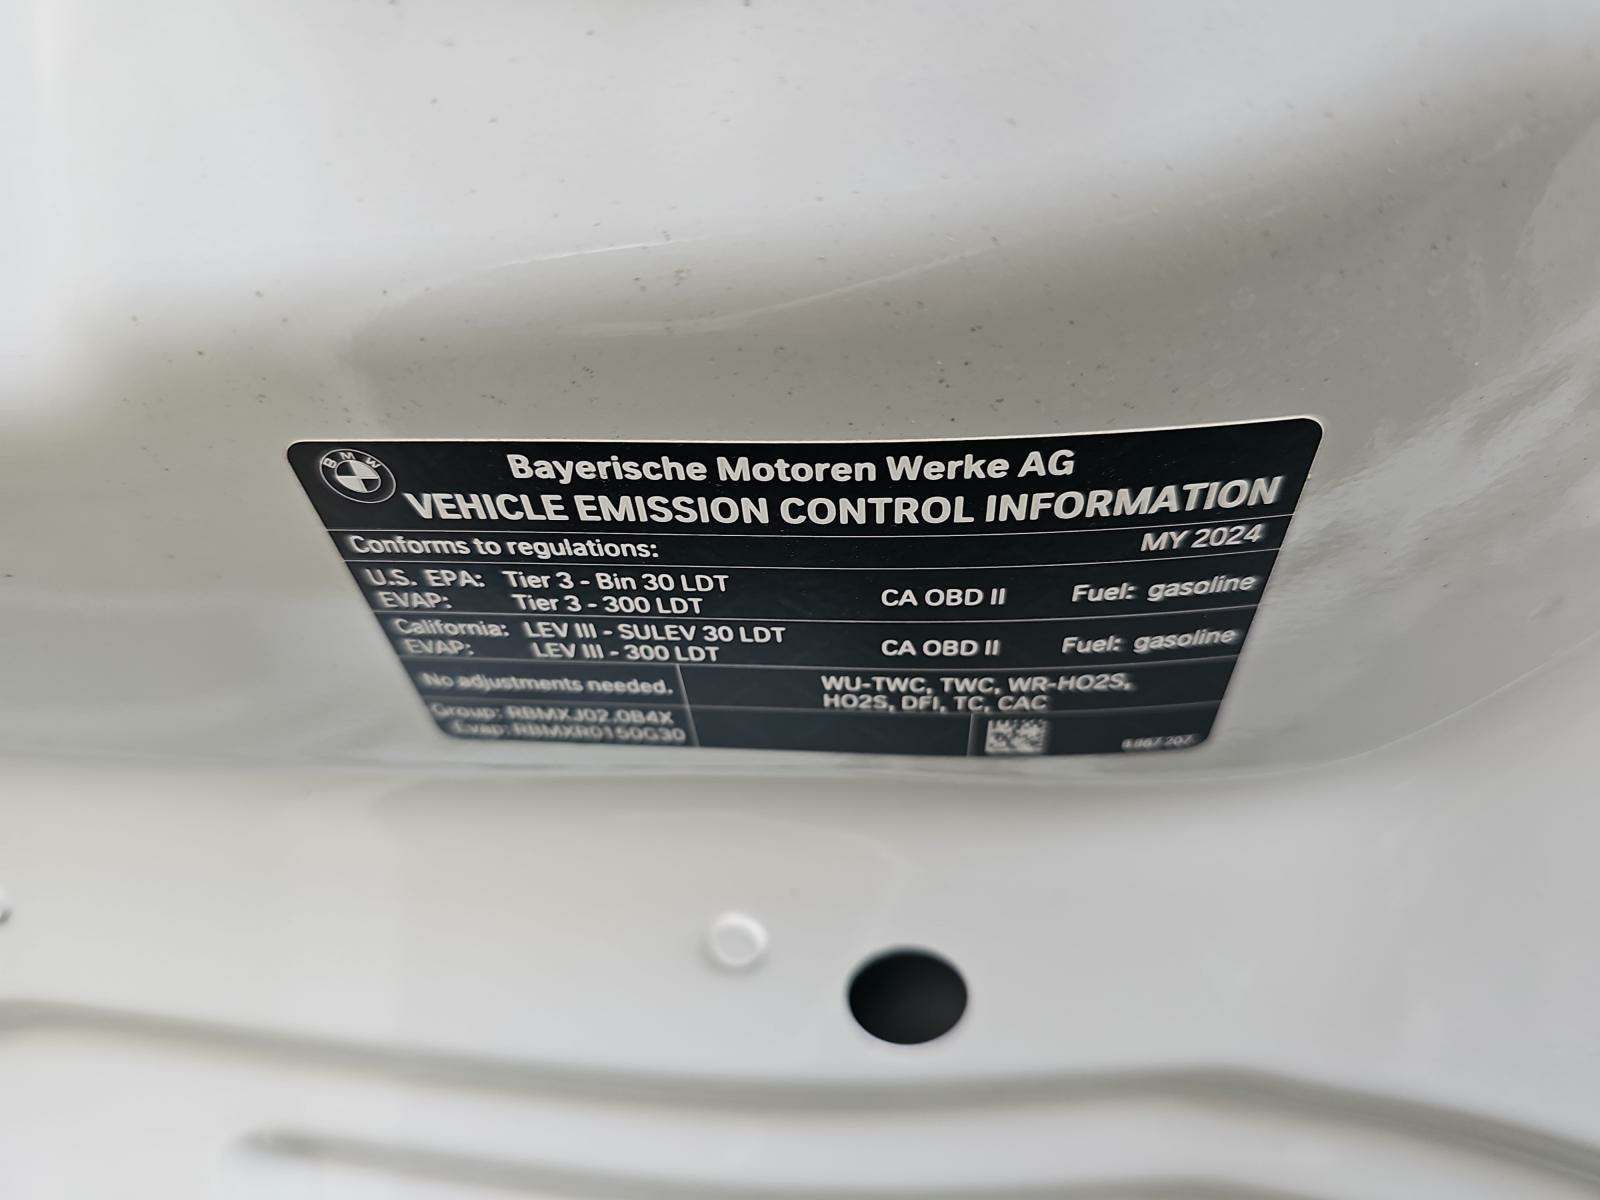 BMW
Bayerische Motoren Werke AG
VEHICLE EMISSION CONTROL INFORMATION
Conforms to regulations: MY 2024
U.S. EPA: Tier 3 - Bin 30 LDT CA OBD II Fuel: gasoline
EVAP: Tier 3 - 300 LDT
California: LEV III - SULEV 30 LDT CA OBD II Fuel: gasoline
EVAP: LEV III - 300 LDT
No adjustments needed. WU-TWC, TWC, WR-HO2S,
HO2S, DFI, TC, CAC
Group: RBMXJ02.0B4X
Evap: RBMXR0150G30